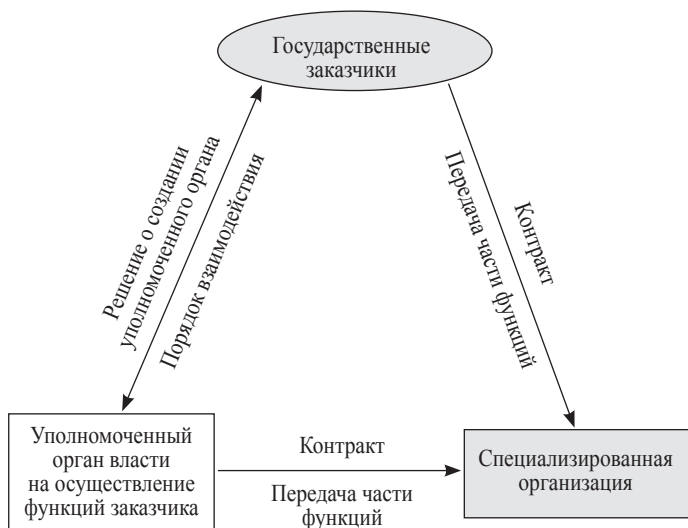 Государственные
заказчики
Решение о создании
уполномоченного органа
Порядок взаимодействия
Контракт
Передача части функций
Уполномоченный
орган власти
на осуществление
функций заказчика
Контракт
Передача части
функций
Специализированная
организация